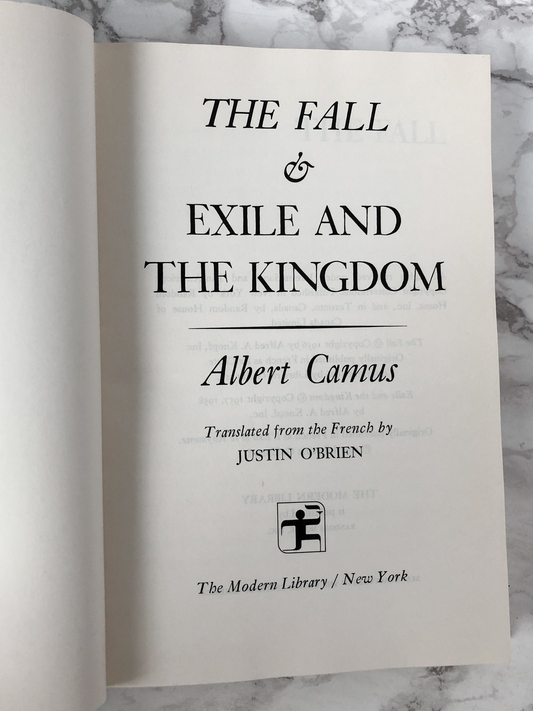 THE FALL
&
EXILE AND
THE KINGDOM
Albert Camus
Translated from the French by
JUSTIN O'BRIEN
The Modern Library / New York